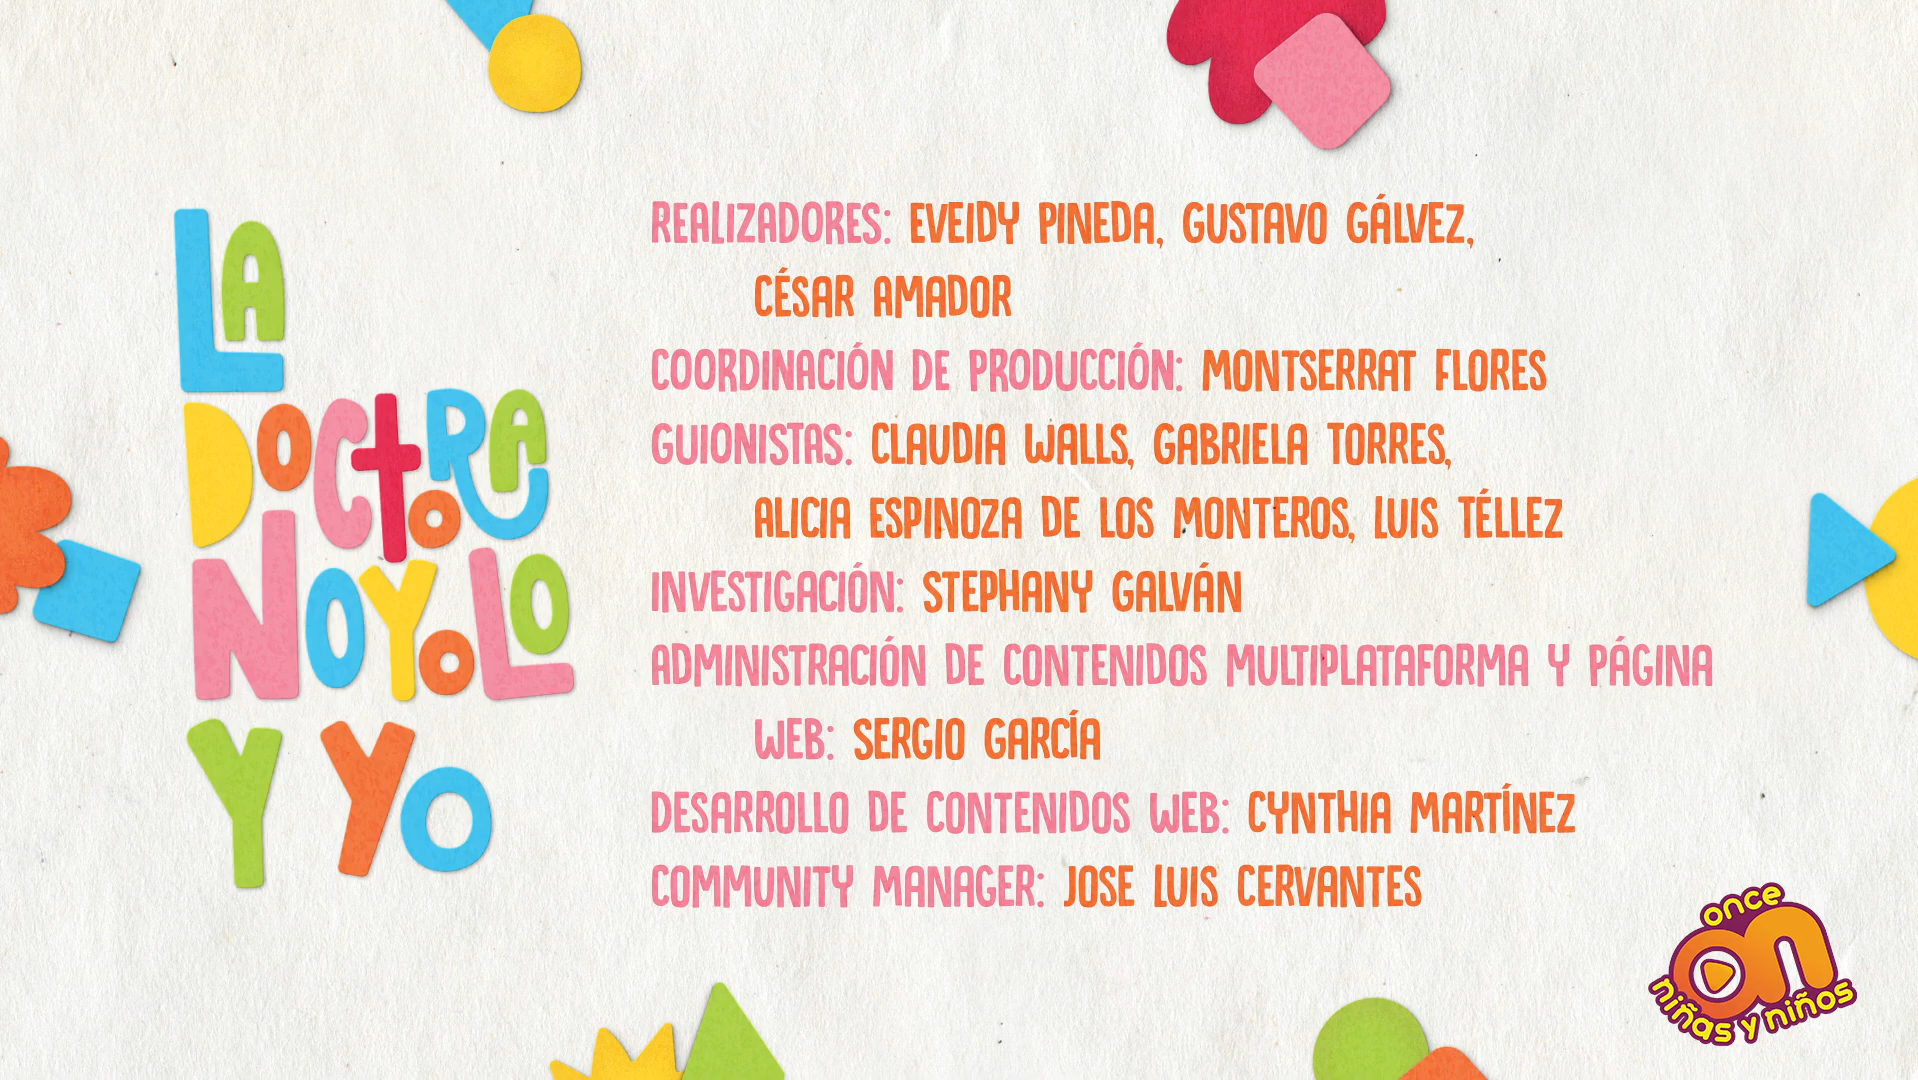 LA
DOCTORA
NOYOLO
Y YO
REALIZADORES: EVEIDY PINEDA, GUSTAVO GÁLVEZ,
CÉSAR AMADOR
COORDINACIÓN DE PRODUCCIÓN: MONTSERRAT FLORES
GUIONISTAS: CLAUDIA WALLS, GABRIELA TORRES,
ALICIA ESPINOZA DE LOS MONTEROS, LUIS TÉLLEZ
INVESTIGACIÓN: STEPHANY GALVÁN
ADMINISTRACIÓN DE CONTENIDOS MULTIPLATAFORMA Y PÁGINA
WEB: SERGIO GARCÍA
DESARROLLO DE CONTENIDOS WEB: CYNTHIA MARTÍNEZ
COMMUNITY MANAGER: JOSE LUIS CERVANTES
once
on
niñas y niños